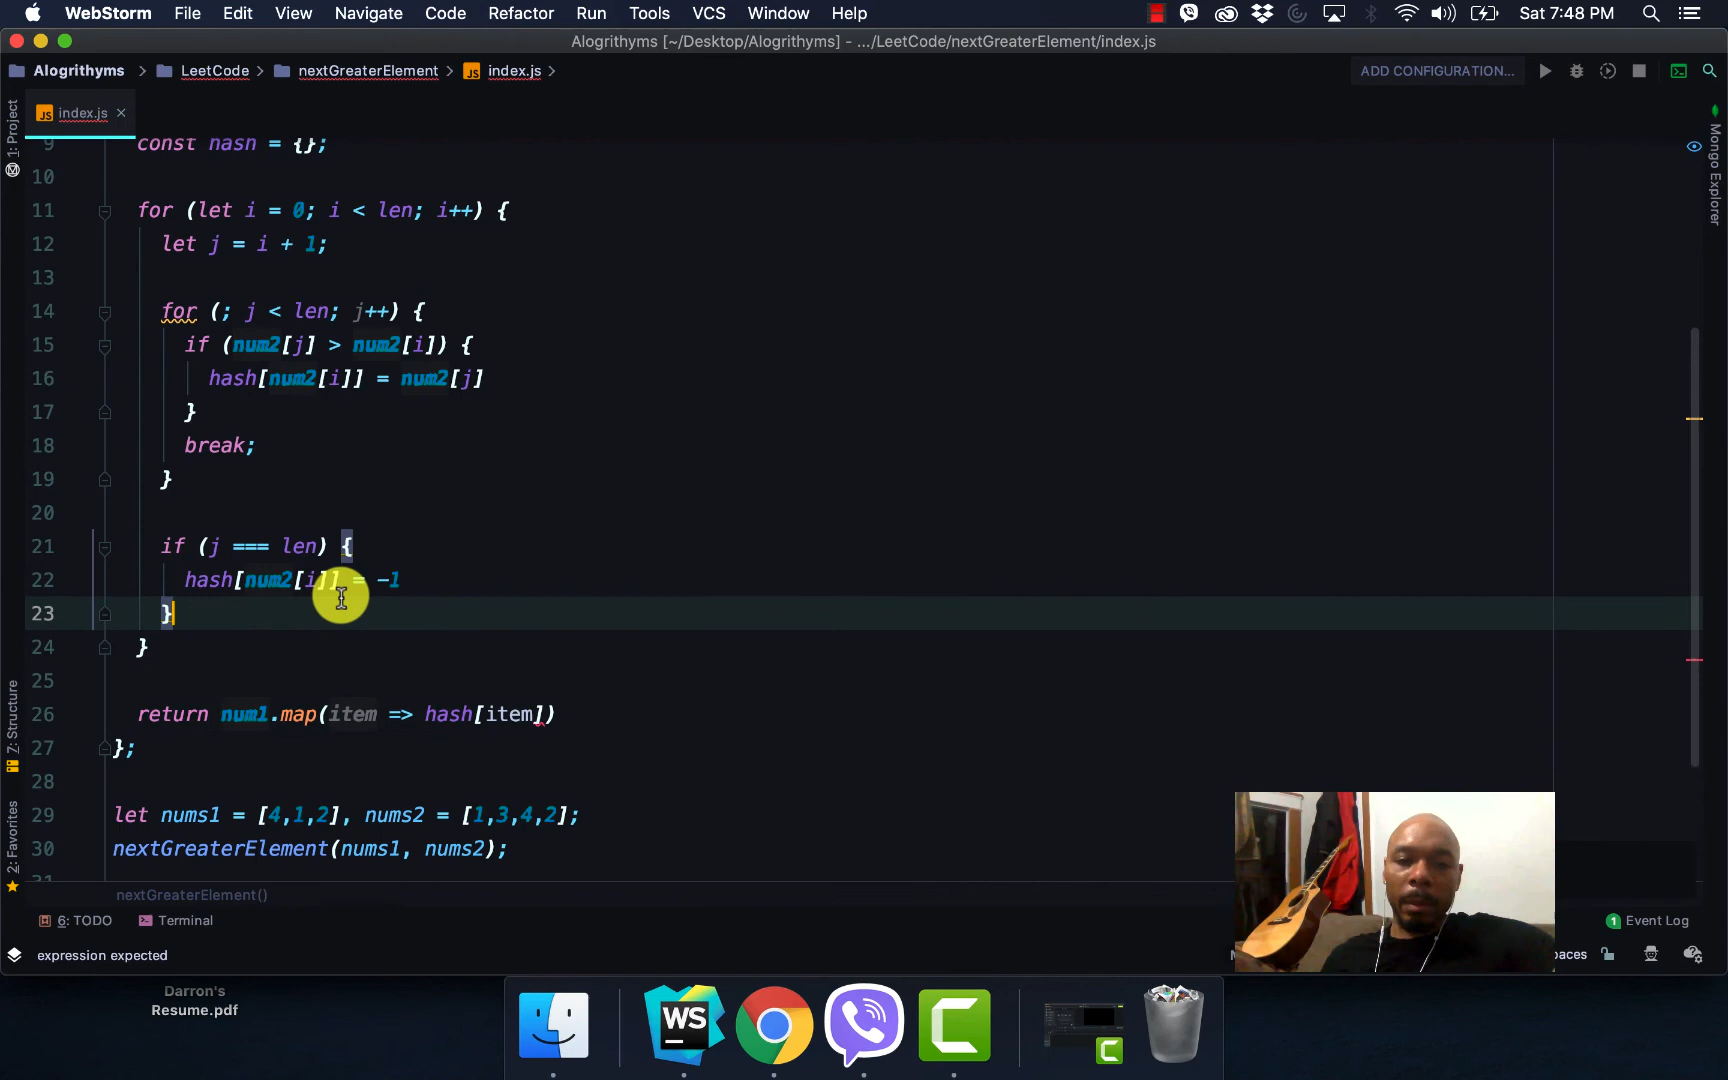 WebStorm File Edit View Navigate Code Refactor Run Tools VCS Window Help Sat 7:48 PM
Alogrithyms [~/Desktop/Alogrithyms] - .../LeetCode/nextGreaterElement/index.js
Alogrithyms LeetCode nextGreaterElement JS index.js ADD CONFIGURATION...
JS index.js
1: Project
Mongo Explorer
9 const hash = {};
10
11 for (let i = 0; i < len; i++) {
12 let j = i + 1;
13
14 for (; j < len; j++) {
15 if (num2[j] > num2[i]) {
16 hash[num2[i]] = num2[j]
17 }
18 break;
19 }
20
21 if (j === len) {
22 hash[num2[i]] = -1
23 }
24 }
25
26 return num1.map(item => hash[item])
27 };
28
29 let nums1 = [4,1,2], nums2 = [1,3,4,2];
30 nextGreaterElement(nums1, nums2);
31
7: Structure
2: Favorites
nextGreaterElement()
6: TODO Terminal 1 Event Log
expression expected paces
Darron's
Resume.pdf
WS